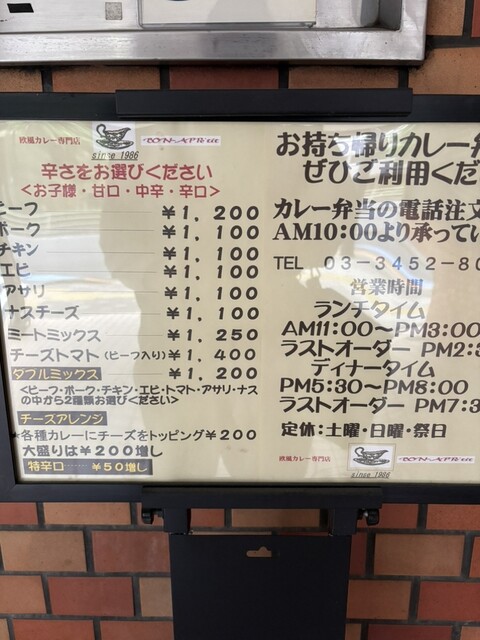 欧風カレー専門店
since 1986
BON APPetit
辛さをお選びください
<お子様・甘口・中辛・辛口>
ビーフ ¥1,200
ポーク ¥1,100
チキン ¥1,100
エビ ¥1,100
アサリ ¥1,100
ナスチーズ ¥1,100
ミートミックス ¥1,250
チーズトマト (ビーフ入り) ¥1,400
ダブルミックス ¥1,200
<ビーフ・ポーク・チキン・エビ・トマト・アサリ・ナス
の中から2種類お選びください>
チーズアレンジ
★各種カレーにチーズをトッピング¥200
大盛りは¥200増し
特辛口……¥50増し
お持ち帰りカレー弁
ぜひご利用くだ
カレー弁当の電話注文
AM10:00より承ってい
TEL 03-3452-80
営業時間
ランチタイム
AM11:00～PM3:00
ラストオーダー PM2:3
ディナータイム
PM5:30～PM8:00
ラストオーダー PM7:3
定休:土曜・日曜・祭日
欧風カレー専門店
since 1986
BON APPetit